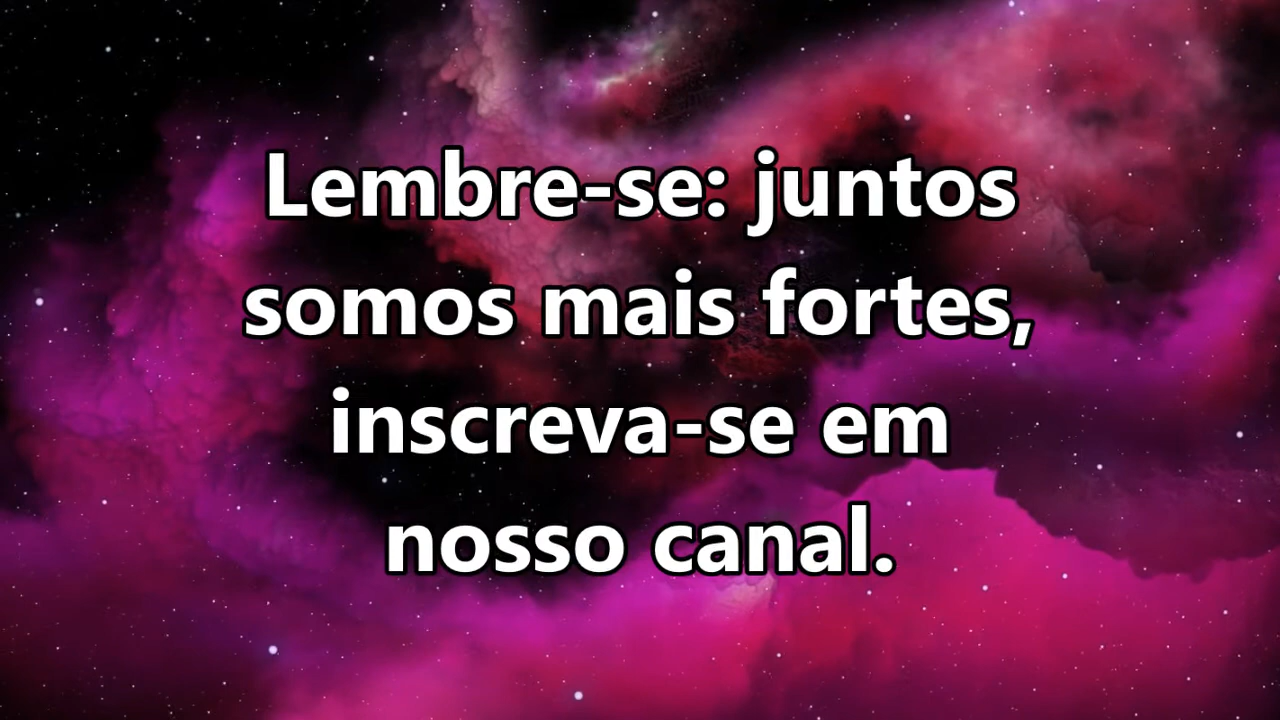 Lembre-se: juntos
somos mais fortes,
inscreva-se em
nosso canal.